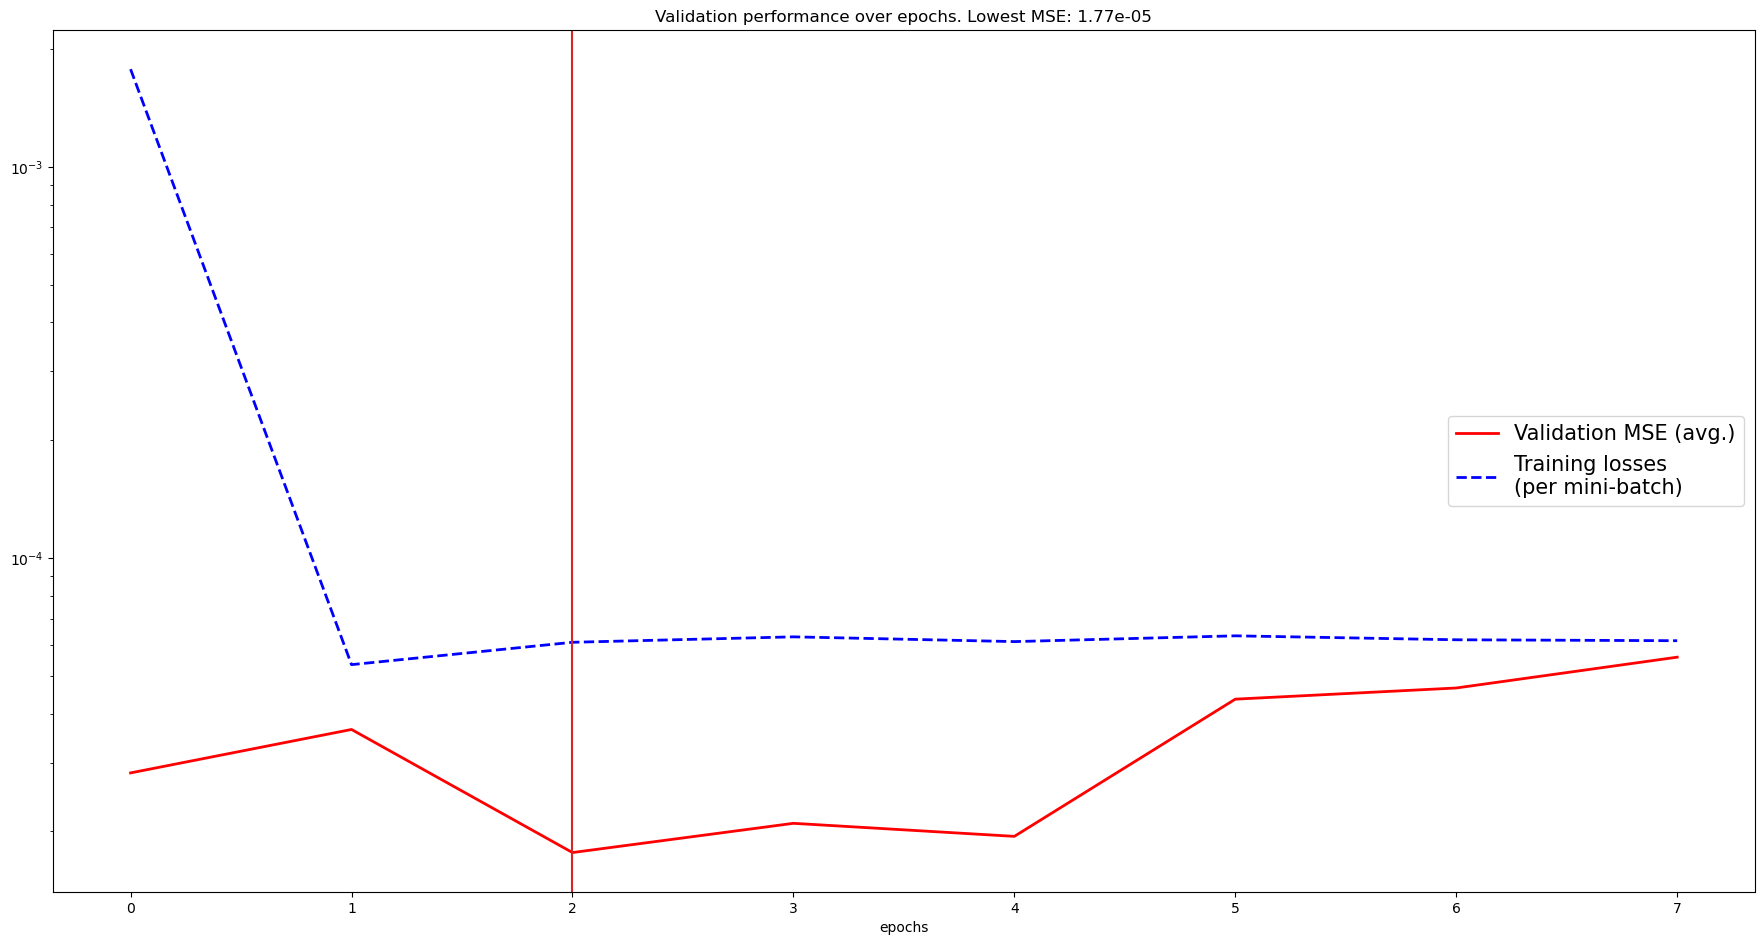 Validation performance over epochs. Lowest MSE: 1.77e-05
10⁻³
10⁻⁴
Validation MSE (avg.)
Training losses
(per mini-batch)
0 1 2 3 4 5 6 7
epochs